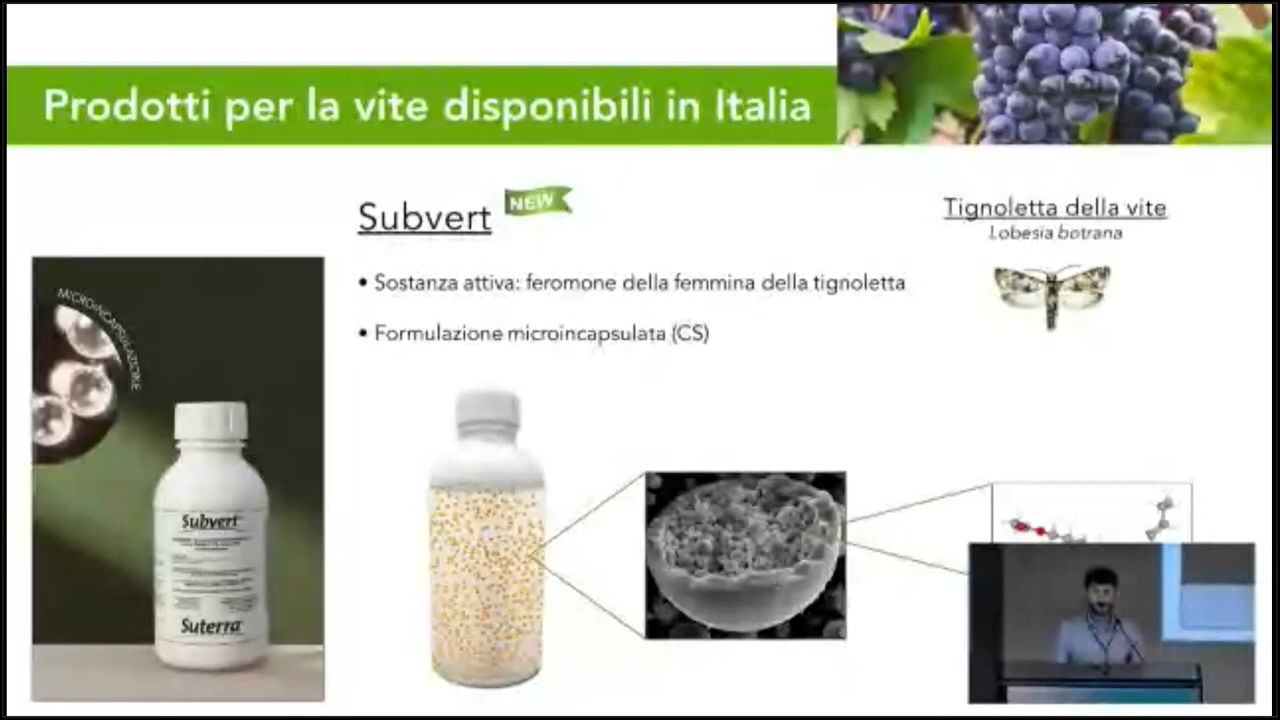 Prodotti per la vite disponibili in Italia
Subvert
NEW
Tignoletta della vite
Lobesia botrana
• Sostanza attiva: feromone della femmina della tignoletta
• Formulazione microincapsulata (CS)
MICROINCAPSULAZIONE
Subvert
Suterra